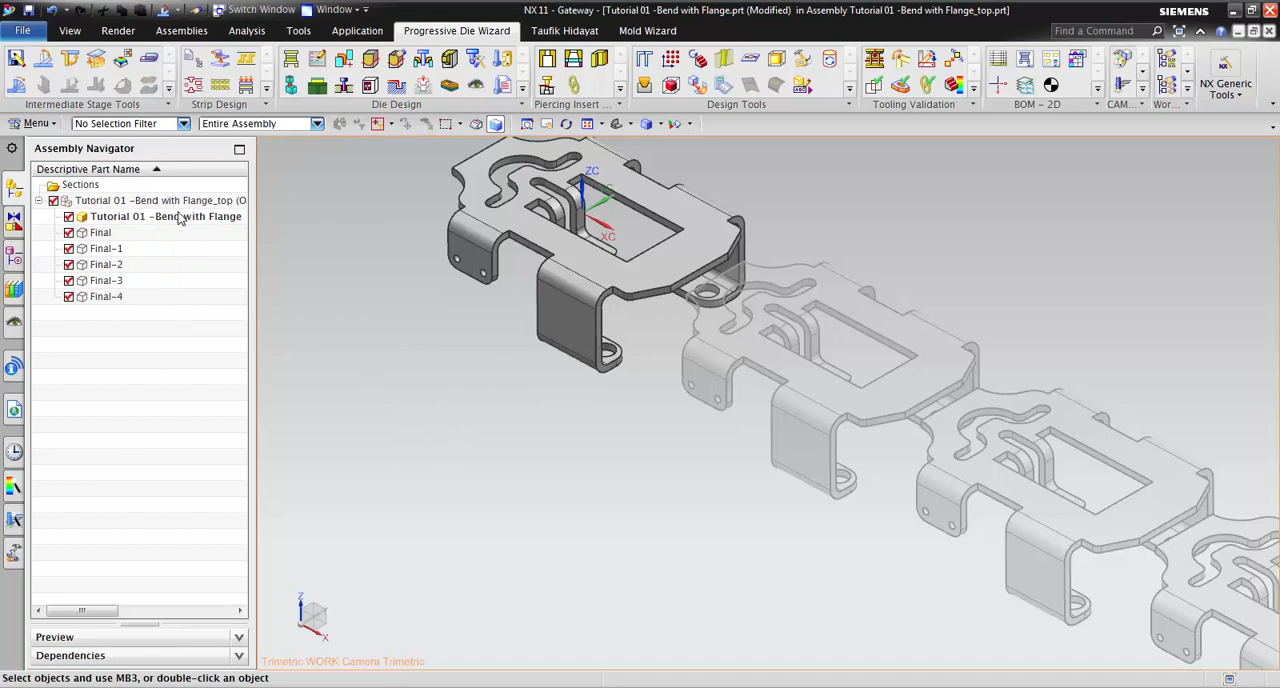 Switch Window
Window
NX 11 - Gateway - [Tutorial 01 -Bend with Flange.prt (Modified) in Assembly Tutorial 01 -Bend with Flange_top.prt]
SIEMENS
File
View
Render
Assemblies
Analysis
Tools
Application
Progressive Die Wizard
Taufik Hidayat
Mold Wizard
Find a Command
Intermediate Stage Tools
Strip Design
Die Design
Piercing Insert ...
Design Tools
Tooling Validation
BOM - 2D
CAM...
Wor...
NX Generic
Tools
Menu
No Selection Filter
Entire Assembly
Assembly Navigator
Descriptive Part Name
Sections
Tutorial 01 -Bend with Flange_top (O
Tutorial 01 -Bend with Flange
Final
Final-1
Final-2
Final-3
Final-4
ZC
XC
Z
X
Preview
Dependencies
Trimetric WORK Camera Trimetric
Select objects and use MB3, or double-click an object